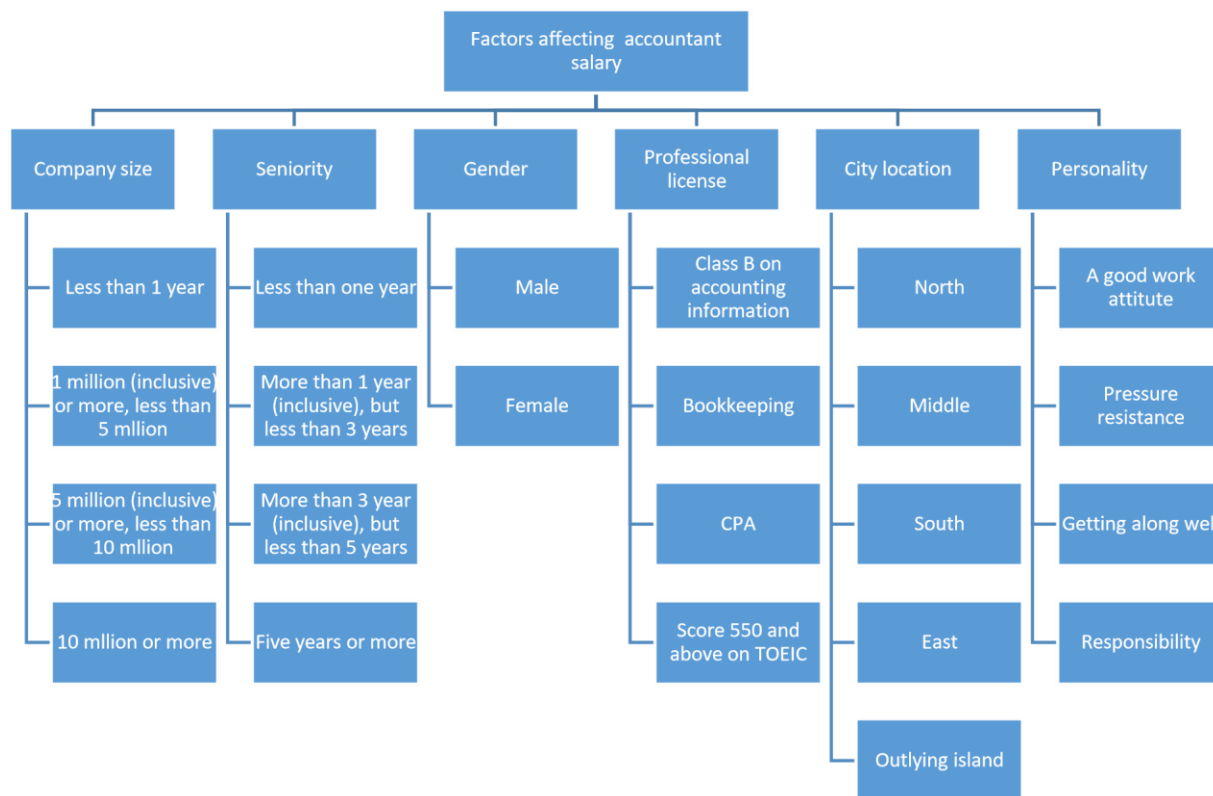 Factors affecting accountant
salary
Company size
Seniority
Gender
Professional
license
City location
Personality
Less than 1 year
1 million (inclusive)
or more, less than
5 mllion
5 million (inclusive)
or more, less than
10 mllion
10 mllion or more
Less than one year
More than 1 year
(inclusive), but
less than 3 years
More than 3 year
(inclusive), but
less than 5 years
Five years or more
Male
Female
Class B on
accounting
information
Bookkeeping
CPA
Score 550 and
above on TOEIC
North
Middle
South
East
Outlying island
A good work
attitute
Pressure
resistance
Getting along well
Responsibility